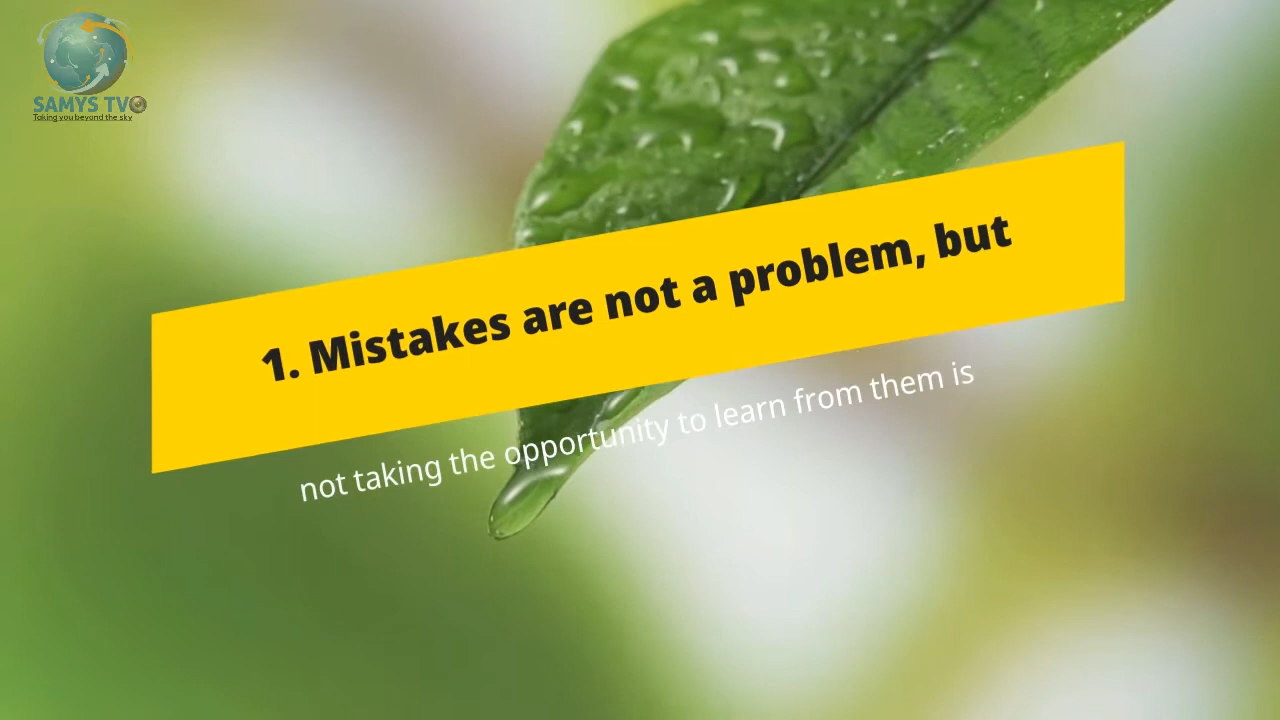 SAMYS TV
Taking you beyond the sky
1. Mistakes are not a problem, but
not taking the opportunity to learn from them is